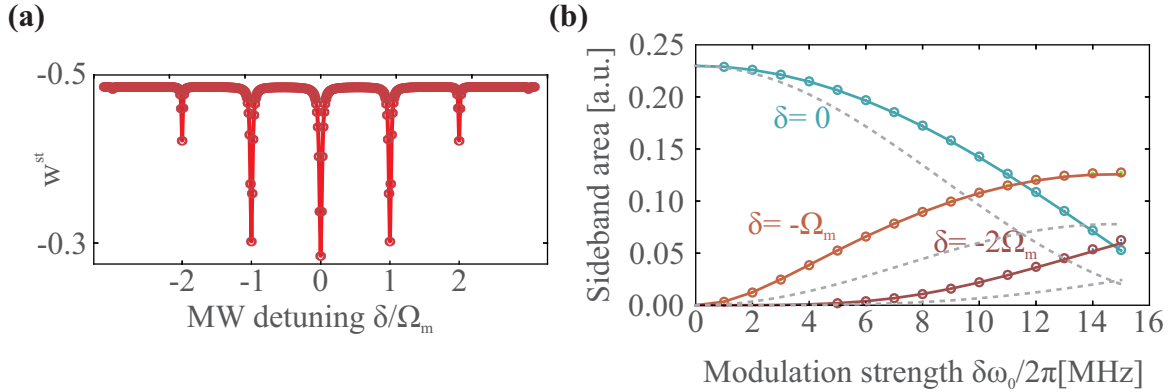 (a)
-0.5
-0.3
w^st
-2 -1 0 1 2
MW detuning δ/Ω_m
(b)
0.25
0.20
0.15
0.10
0.05
0.00
Sideband area [a.u.]
δ= 0
δ= -Ω_m
δ= -2Ω_m
0 2 4 6 8 10 12 14 16
Modulation strength δω_0/2π[MHz]